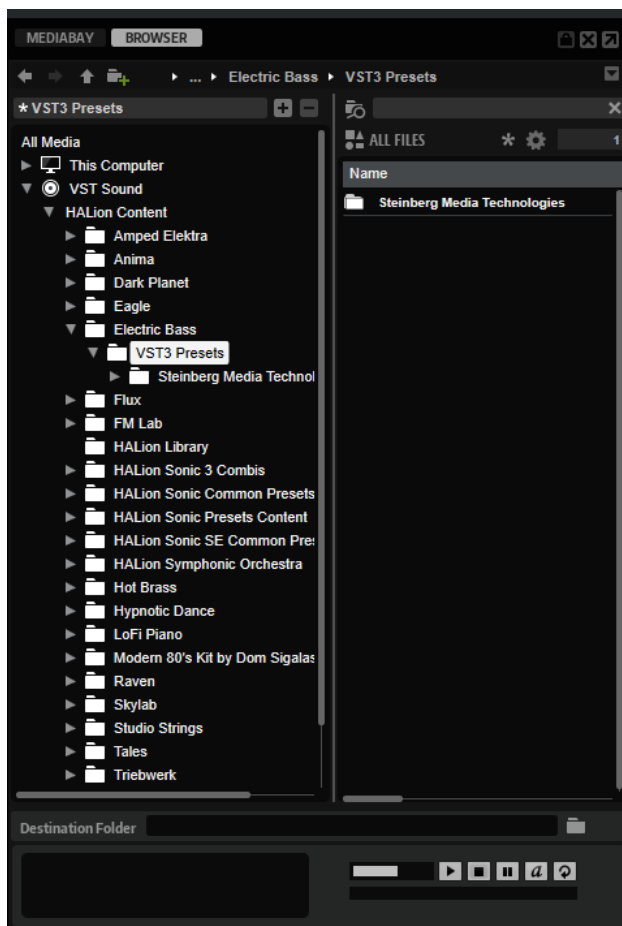 MEDIABAY BROWSER
... Electric Bass VST3 Presets
* VST3 Presets
All Media
This Computer
VST Sound
HALion Content
Amped Elektra
Anima
Dark Planet
Eagle
Electric Bass
VST3 Presets
Steinberg Media Technol
Flux
FM Lab
HALion Library
HALion Sonic 3 Combis
HALion Sonic Common Presets
HALion Sonic Presets Content
HALion Sonic SE Common Pre
HALion Symphonic Orchestra
Hot Brass
Hypnotic Dance
LoFi Piano
Modern 80's Kit by Dom Sigalas
Raven
Skylab
Studio Strings
Tales
Triebwerk
ALL FILES
1
Name
Steinberg Media Technologies
Destination Folder
a